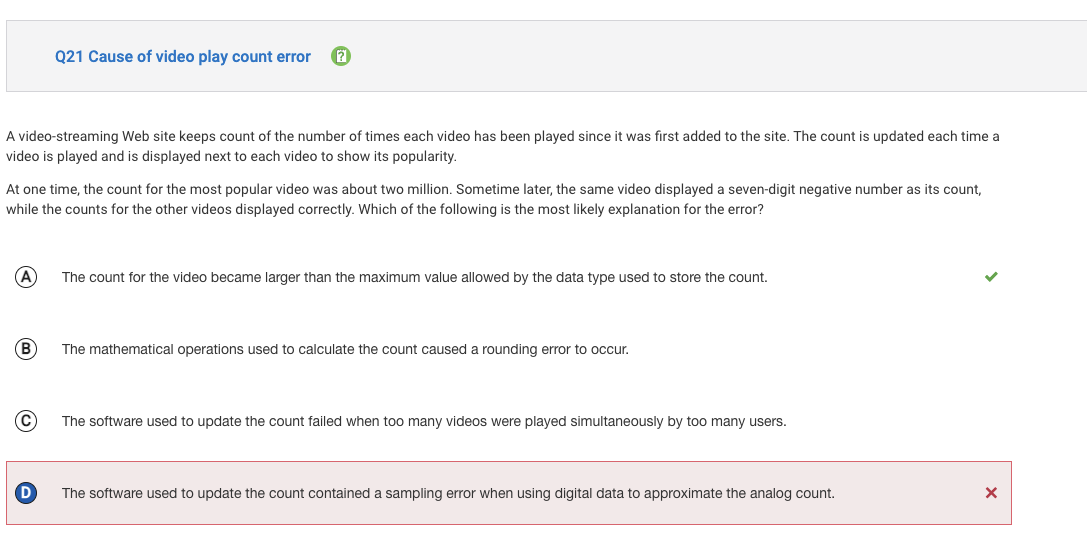 Q21 Cause of video play count error
A video-streaming Web site keeps count of the number of times each video has been played since it was first added to the site. The count is updated each time a
video is played and is displayed next to each video to show its popularity.
At one time, the count for the most popular video was about two million. Sometime later, the same video displayed a seven-digit negative number as its count,
while the counts for the other videos displayed correctly. Which of the following is the most likely explanation for the error?
A The count for the video became larger than the maximum value allowed by the data type used to store the count.
B The mathematical operations used to calculate the count caused a rounding error to occur.
C The software used to update the count failed when too many videos were played simultaneously by too many users.
D The software used to update the count contained a sampling error when using digital data to approximate the analog count.